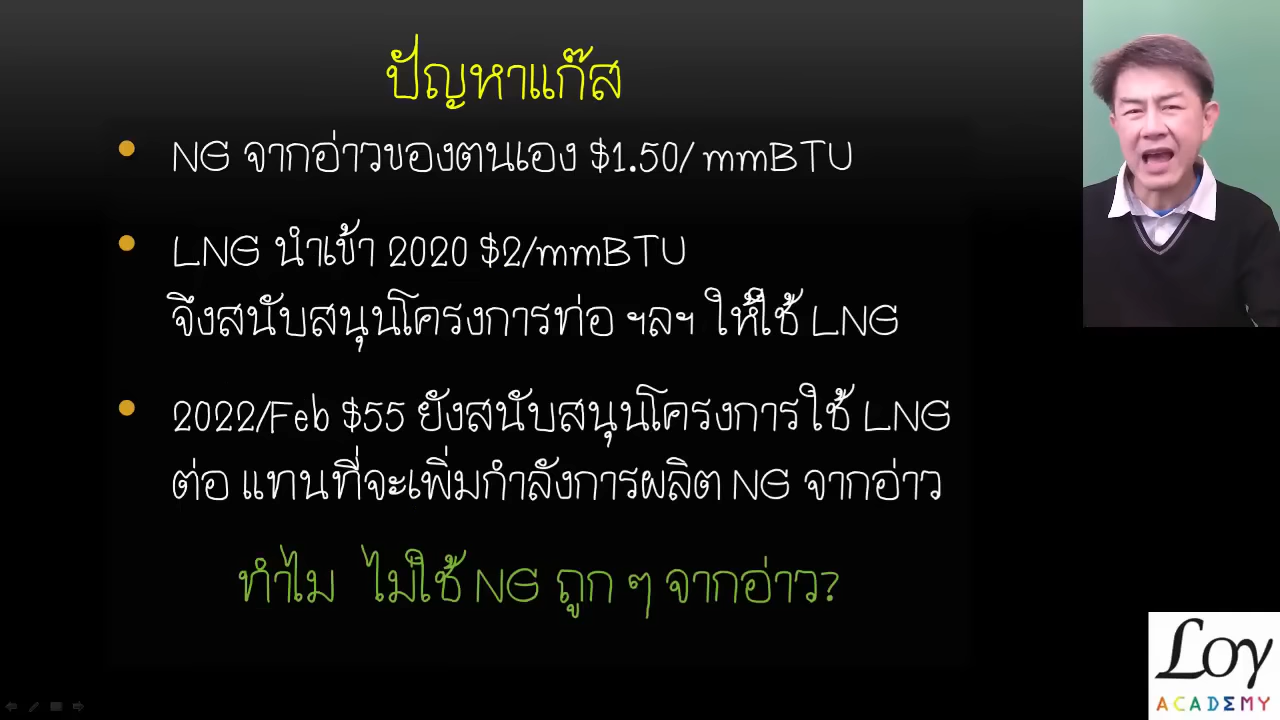 ปัญหาแก๊ส
NG จากอ่าวของตนเอง $1.50/ mmBTU
LNG นำเข้า 2020 $2/mmBTU
จึงสนับสนุนโครงการท่อ ฯลฯ ให้ใช้ LNG
2022/Feb $55 ยังสนับสนุนโครงการใช้ LNG
ต่อ แทนที่จะเพิ่มกำลังการผลิต NG จากอ่าว
ทำไม ไม่ใช้ NG ถูก ๆ จากอ่าว?
Loy
ACADEMY